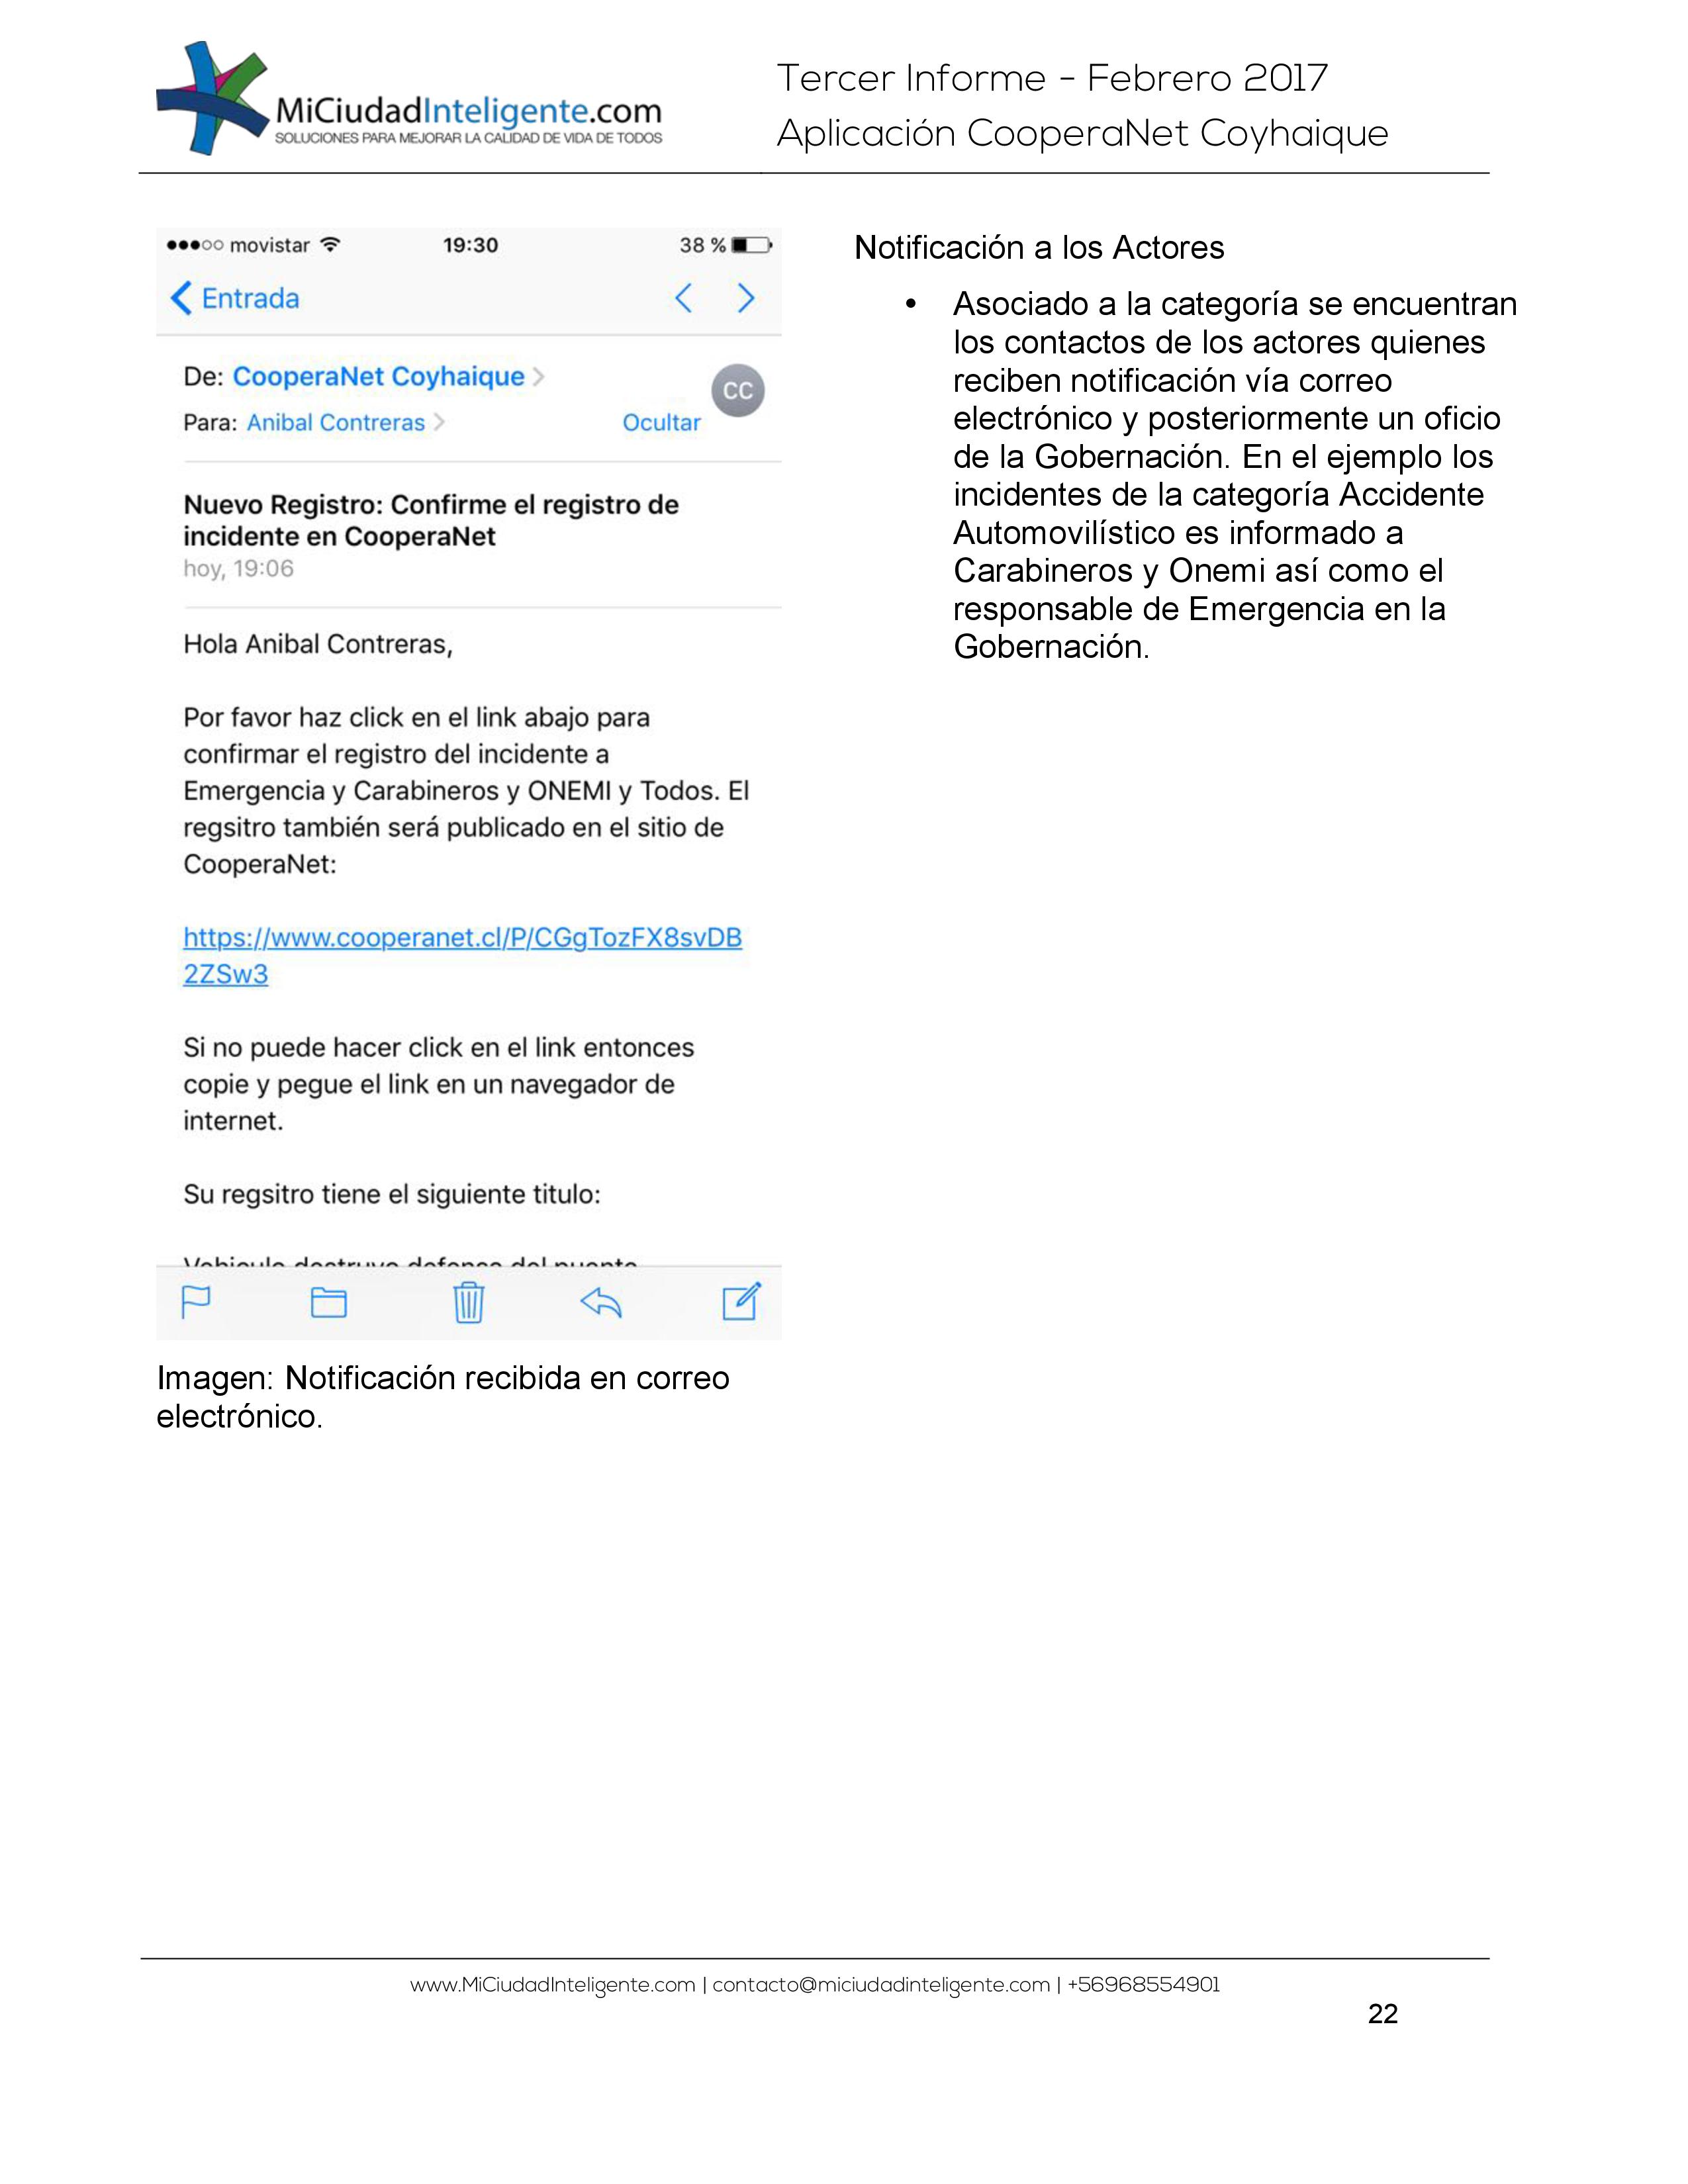 MiCiudadInteligente.com
SOLUCIONES PARA MEJORAR LA CALIDAD DE VIDA DE TODOS
Tercer Informe - Febrero 2017
Aplicación CooperaNet Coyhaique
movistar 19:30 38 %
Entrada
De: CooperaNet Coyhaique
CC
Para: Anibal Contreras Ocultar
Nuevo Registro: Confirme el registro de
incidente en CooperaNet
hoy, 19:06
Hola Anibal Contreras,
Por favor haz click en el link abajo para
confirmar el registro del incidente a
Emergencia y Carabineros y ONEMI y Todos. El
regsitro también será publicado en el sitio de
CooperaNet:
https://www.cooperanet.cl/P/CGgTozFX8svDB
2ZSw3
Si no puede hacer click en el link entonces
copie y pegue el link en un navegador de
internet.
Su regsitro tiene el siguiente titulo:
Vehiculo destruye defensa del puente
Imagen: Notificación recibida en correo
electrónico.
Notificación a los Actores
• Asociado a la categoría se encuentran
los contactos de los actores quienes
reciben notificación vía correo
electrónico y posteriormente un oficio
de la Gobernación. En el ejemplo los
incidentes de la categoría Accidente
Automovilístico es informado a
Carabineros y Onemi así como el
responsable de Emergencia en la
Gobernación.
www.MiCiudadInteligente.com | contacto@miciudadinteligente.com | +56968554901
22